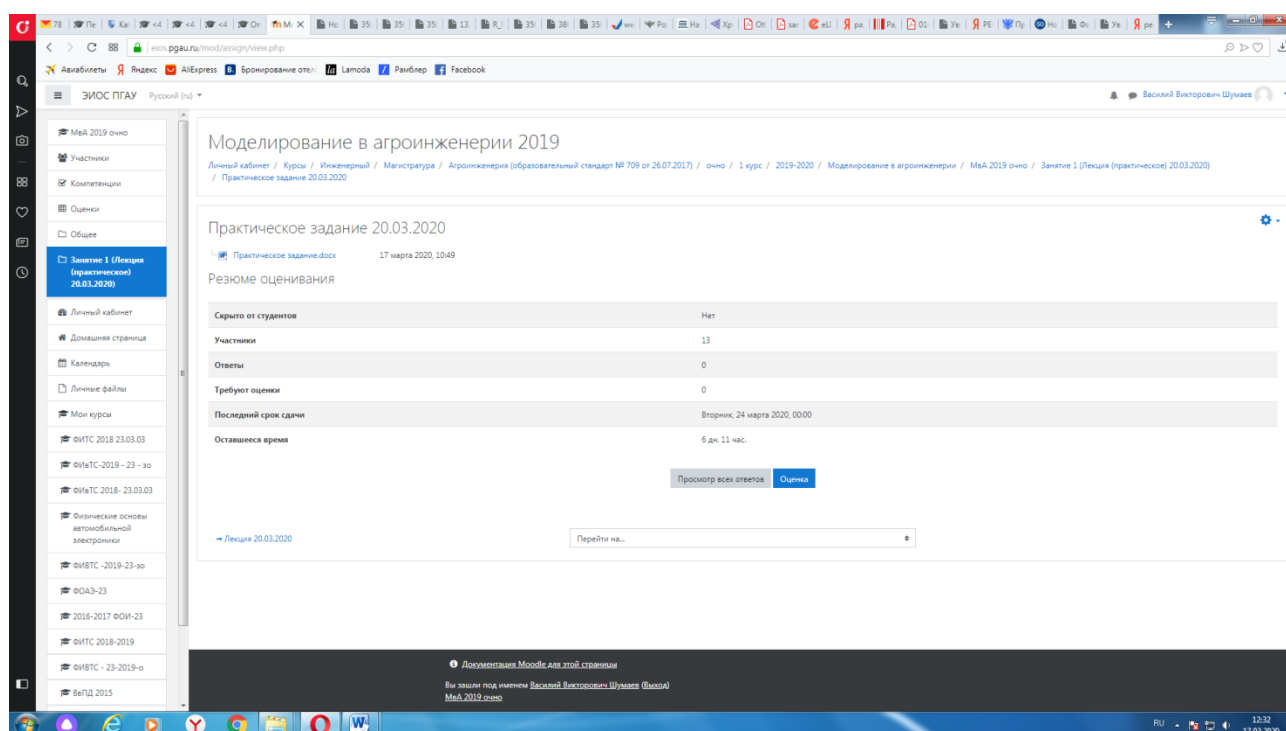 eios.pgau.ru/mod/assign/view.php
Авиабилеты Яндекс AliExpress Бронирование отел Lamoda Рамблер Facebook
ЭИОС ПГАУ Русский (ru)
Василий Викторович Шумаев
МвА 2019 очно
Участники
Компетенции
Оценки
Общее
Занятие 1 (Лекция
(практическое)
20.03.2020)
Личный кабинет
Домашняя страница
Календарь
Личные файлы
Мои курсы
ФИТС 2018 23.03.03
ФИвТС-2019 - 23 - зо
ФИвТС 2018- 23.03.03
Физические основы
автомобильной
электроники
ФИВТС -2019-23-зо
ФОАЭ-23
2016-2017 ФОИ-23
ФИТС 2018-2019
ФИВТС - 23-2019-о
ВвПД 2015
Моделирование в агроинженерии 2019
Личный кабинет / Курсы / Инженерный / Магистратура / Агроинженерия (образовательный стандарт № 709 от 26.07.2017) / очно / 1 курс / 2019-2020 / Моделирование в агроинженерии / МвА 2019 очно / Занятие 1 (Лекция (практическое) 20.03.2020)
/ Практическое задание 20.03.2020
Практическое задание 20.03.2020
Практическое задание.docx 17 марта 2020, 10:49
Резюме оценивания
Скрыто от студентов Нет
Участники 13
Ответы 0
Требуют оценки 0
Последний срок сдачи Вторник, 24 марта 2020, 00:00
Оставшееся время 6 дн. 11 час.
Просмотр всех ответов Оценка
→ Лекция 20.03.2020 Перейти на...
Документация Moodle для этой страницы
Вы зашли под именем Василий Викторович Шумаев (Выход)
МвА 2019 очно
RU 12:32
17.03.2020